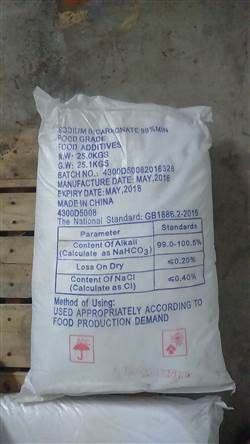 SODIUM BICARBONATE 99%MIN
FOOD GRADE
FOOD ADDITIVES
N.W: 25.0KGS
G.W: 25.1KGS
BATCH NO.: 4300D50082016328
MANUFACTURE DATE: MAY,2016
EXPIRY DATE: MAY,2018
MADE IN CHINA
4300D5008
The National Standard: GB1886.2-2015
Parameter Standards
Content Of Alkali (Calculate as NaHCO3) 99.0-100.5%
Loss On Dry ≤0.20%
Content Of NaCl (Calculate as Cl) ≤0.40%
Method of Using:
USED APPROPRIATELY ACCORDING TO
FOOD PRODUCTION DEMAND